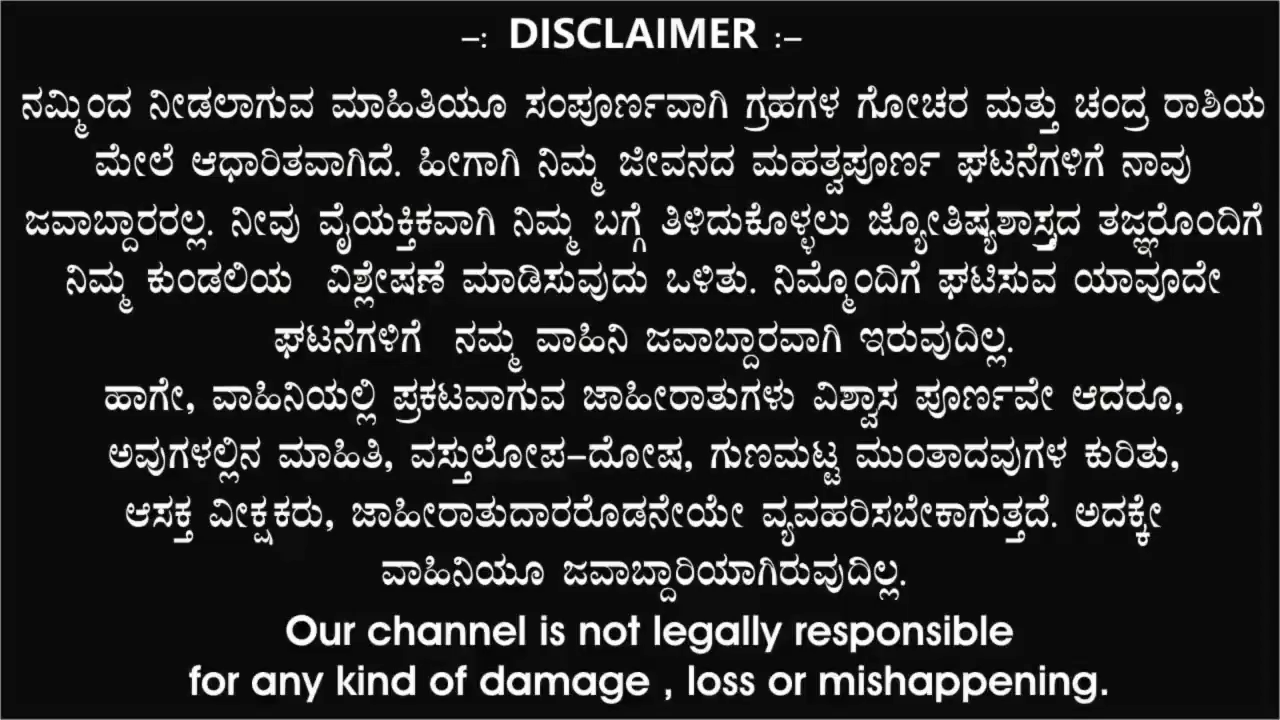 –: DISCLAIMER :–
ನಮ್ಮಿಂದ ನೀಡಲಾಗುವ ಮಾಹಿತಿಯೂ ಸಂಪೂರ್ಣವಾಗಿ ಗ್ರಹಗಳ ಗೋಚರ ಮತ್ತು ಚಂದ್ರ ರಾಶಿಯ
ಮೇಲೆ ಆಧಾರಿತವಾಗಿದೆ. ಹೀಗಾಗಿ ನಿಮ್ಮ ಜೀವನದ ಮಹತ್ವಪೂರ್ಣ ಘಟನೆಗಳಿಗೆ ನಾವು
ಜವಾಬ್ದಾರರಲ್ಲ. ನೀವು ವೈಯಕ್ತಿಕವಾಗಿ ನಿಮ್ಮ ಬಗ್ಗೆ ತಿಳಿದುಕೊಳ್ಳಲು ಜ್ಯೋತಿಷ್ಯಶಾಸ್ತ್ರದ ತಜ್ಞರೊಂದಿಗೆ
ನಿಮ್ಮ ಕುಂಡಲಿಯ ವಿಶ್ಲೇಷಣೆ ಮಾಡಿಸುವುದು ಒಳಿತು. ನಿಮ್ಮೊಂದಿಗೆ ಘಟಿಸುವ ಯಾವೂದೇ
ಘಟನೆಗಳಿಗೆ ನಮ್ಮ ವಾಹಿನಿ ಜವಾಬ್ದಾರವಾಗಿ ಇರುವುದಿಲ್ಲ.
ಹಾಗೇ, ವಾಹಿನಿಯಲ್ಲಿ ಪ್ರಕಟವಾಗುವ ಜಾಹೀರಾತುಗಳು ವಿಶ್ವಾಸ ಪೂರ್ಣವೇ ಆದರೂ,
ಅವುಗಳಲ್ಲಿನ ಮಾಹಿತಿ, ವಸ್ತುಲೋಪ–ದೋಷ, ಗುಣಮಟ್ಟ ಮುಂತಾದವುಗಳ ಕುರಿತು,
ಆಸಕ್ತ ವೀಕ್ಷಕರು, ಜಾಹೀರಾತುದಾರರೊಡನೇಯೇ ವ್ಯವಹರಿಸಬೇಕಾಗುತ್ತದೆ. ಅದಕ್ಕೇ
ವಾಹಿನಿಯೂ ಜವಾಬ್ದಾರಿಯಾಗಿರುವುದಿಲ್ಲ.
Our channel is not legally responsible
for any kind of damage , loss or mishappening.